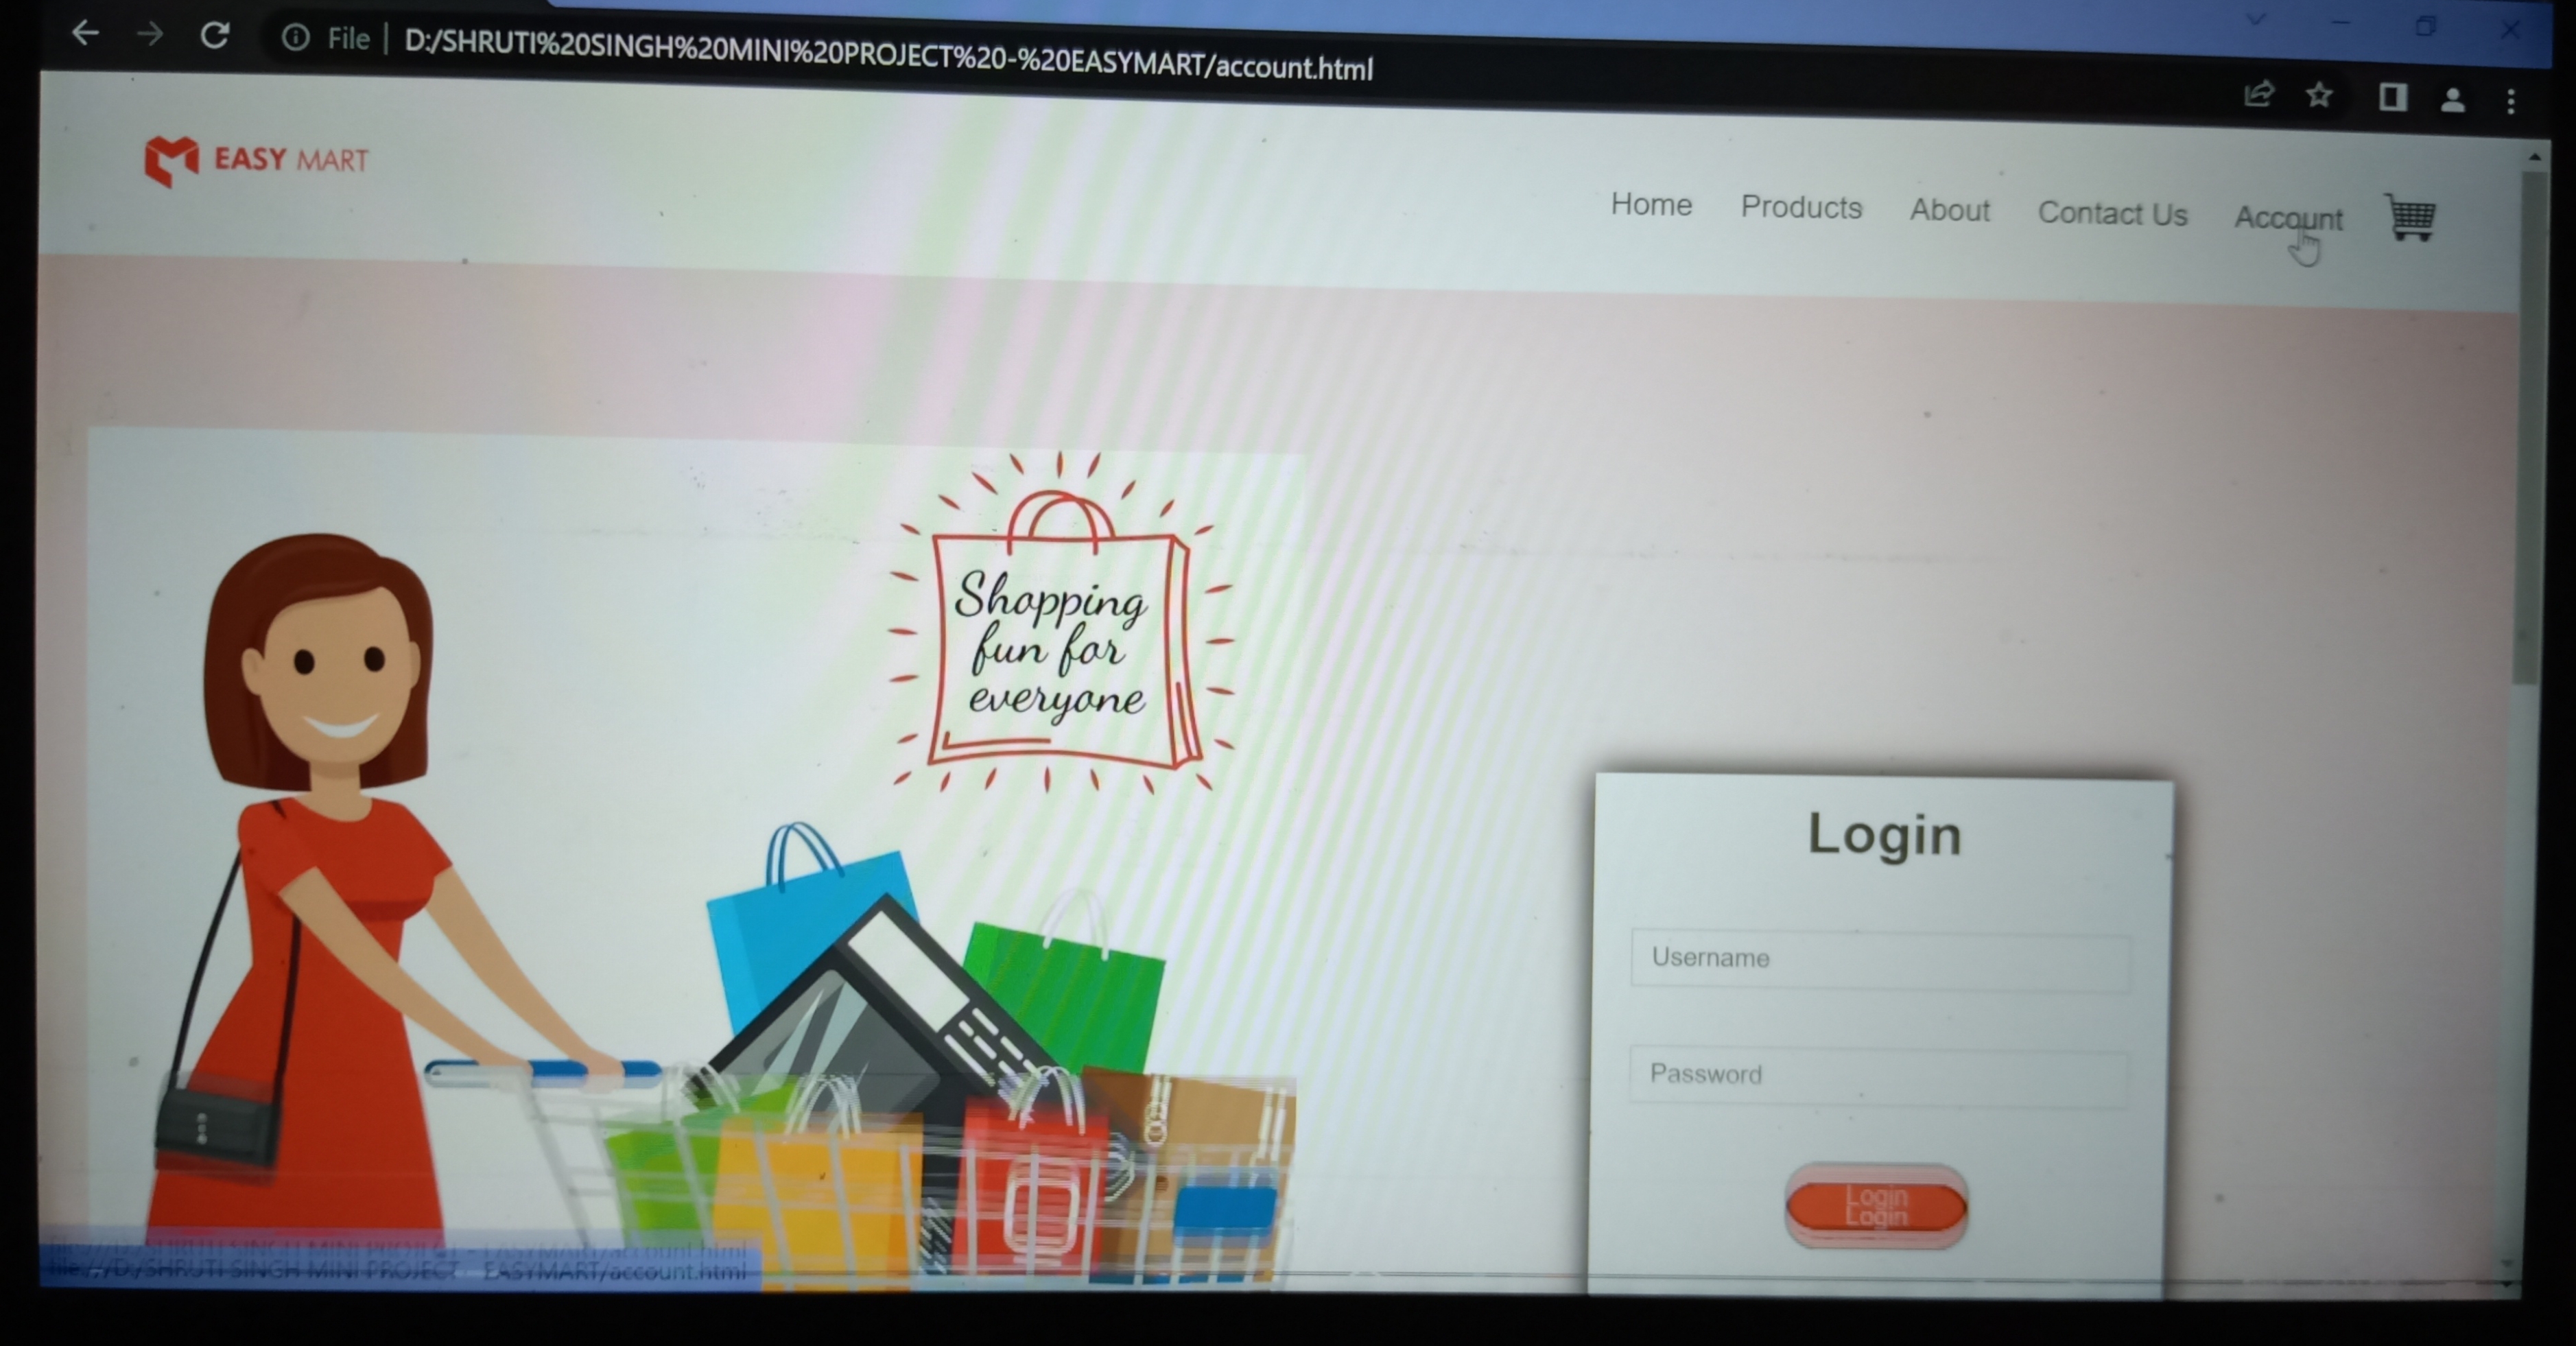 File | D:/SHRUTI%20SINGH%20MINI%20PROJECT%20-%20EASYMART/account.html
EASY MART
Home Products About Contact Us Account
Shopping
fun for
everyone
Login
Username
Password
Login
file:///D:/SHRUTI SINGH MINI PROJECT - EASYMART/account.html